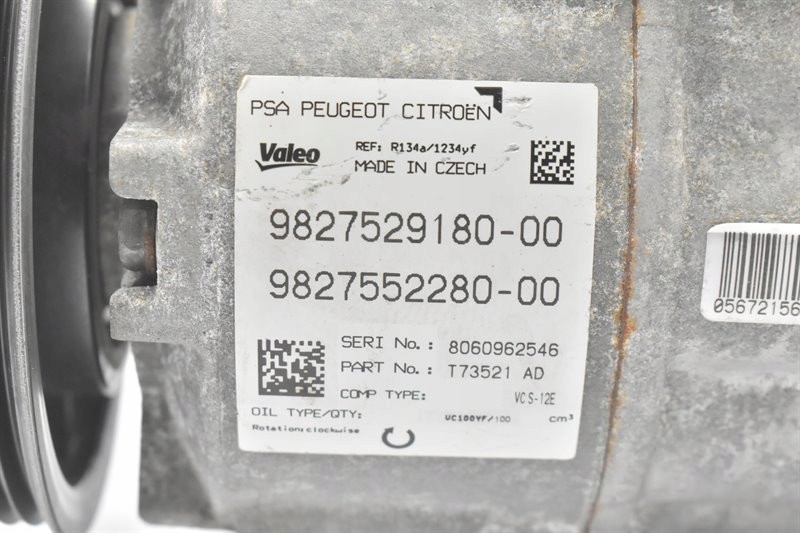 PSA PEUGEOT CITROËN
Valeo
REF: R134a/1234yf
MADE IN CZECH
9827529180-00
9827552280-00
SERI No.: 8060962546
PART No.: T73521 AD
COMP TYPE: VCS-12E
OIL TYPE/QTY: VC100YF/100 cm³
Rotation:clockwise
05672156